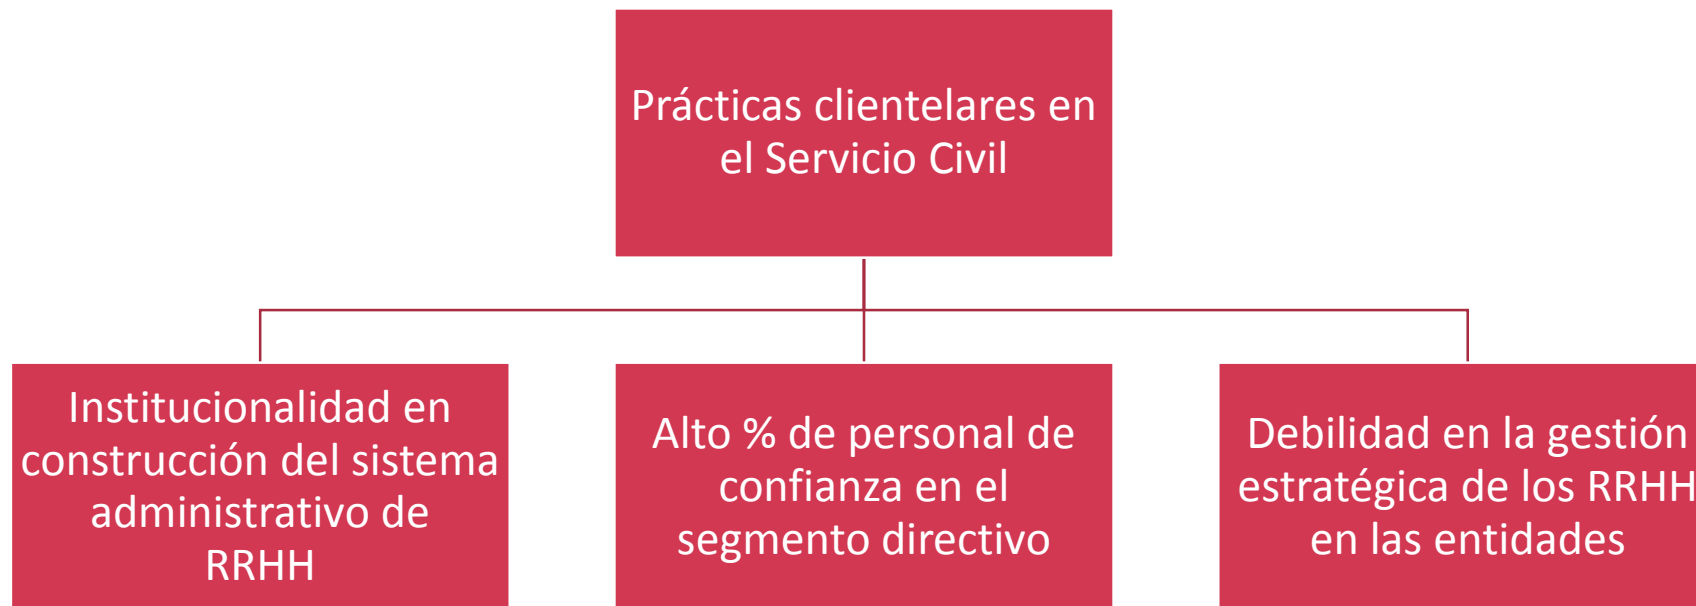 Prácticas clientelares en
el Servicio Civil
Institucionalidad en
construcción del sistema
administrativo de
RRHH
Alto % de personal de
confianza en el
segmento directivo
Debilidad en la gestión
estratégica de los RRHH
en las entidades